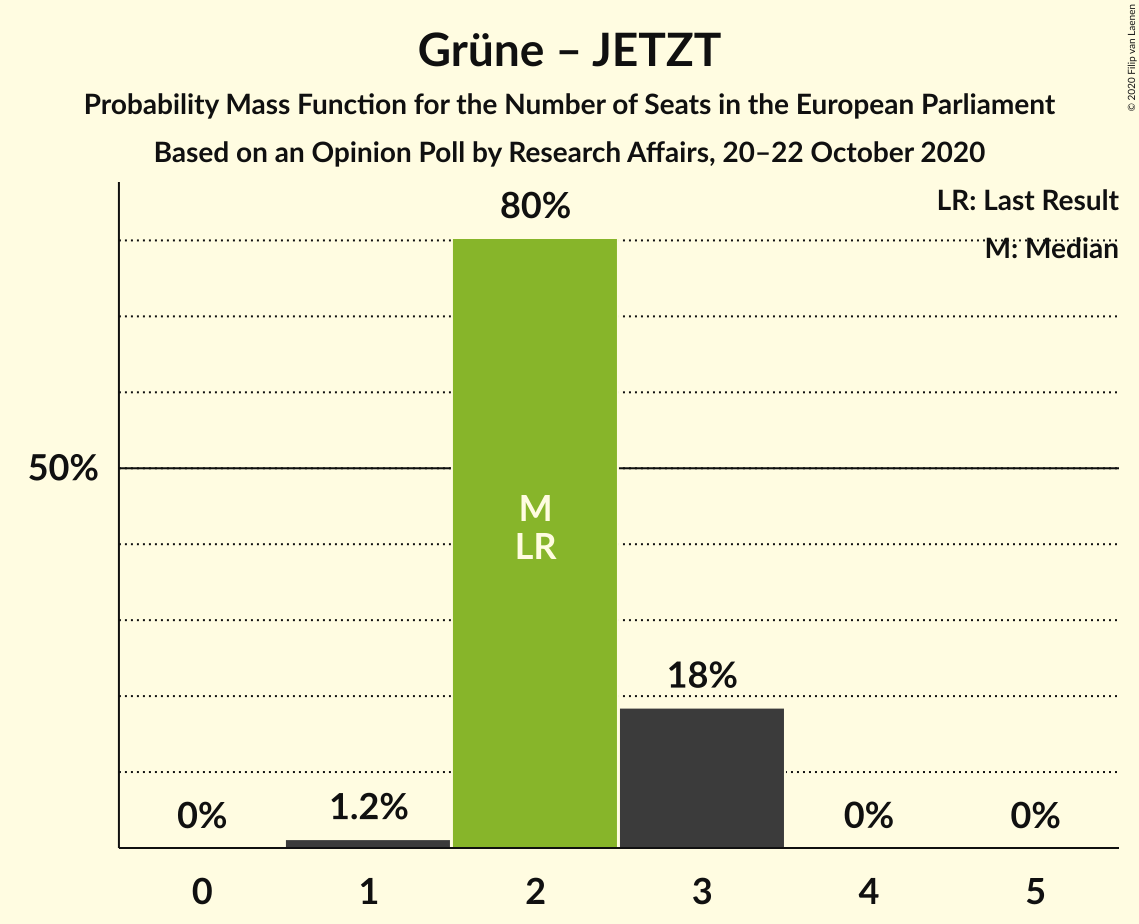 Grüne – JETZT
Probability Mass Function for the Number of Seats in the European Parliament
Based on an Opinion Poll by Research Affairs, 20–22 October 2020
© 2020 Filip van Laenen
LR: Last Result
M: Median
80%
50%
M
LR
18%
1.2%
0%
0%
0%
0
1
2
3
4
5